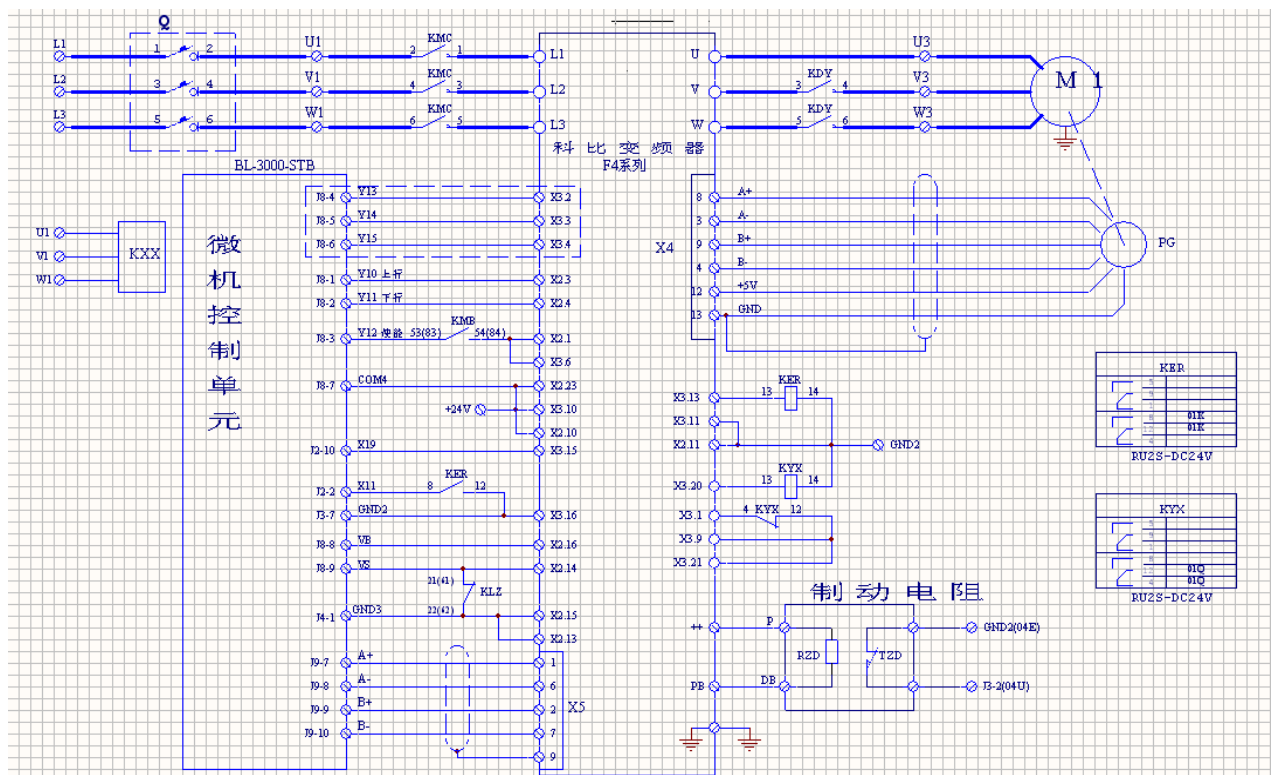 Q
L1 1 2 U1 2 KMC 1 L1 U U3
L2 3 4 V1 4 KMC 3 L2 V 3 KDY 4 V3 M 1
L3 5 6 W1 6 KMC 5 L3 W 5 KDY 6 W3
科比变频器
F4系列
BL-3000-STB
微机控制单元
U1
V1
W1
KXX
J8-4 Y13 X3.2
J8-5 Y14 X3.3
J8-6 Y15 X3.4
J8-1 Y10 上行 X2.3
J8-2 Y11 下行 X2.4
J8-3 Y12 使能 53(83) KMB 54(84) X2.1
X3.6
J8-7 COM4 X2.23
+24V X3.10
X2.10
J2-10 X19 X3.15
J2-2 X11 8 KER 12
J3-7 GND2 X3.16
J8-8 VB X2.16
J8-9 VS X2.14
21(41) KLZ
22(42)
J4-1 GND3 X2.15
X2.13
J9-7 A+ 1
J9-8 A- 6
J9-9 B+ 2
J9-10 B- 7
9
X5
X4
8 A+
3 A-
9 B+
4 B-
12 +5V
13 GND
PG
X3.13 13 KER 14
X3.11
X2.11 GND2
X3.20 13 KYX 14
X3.1 4 KYX 12
X3.9
X3.21
制动电阻
++ P GND2(04E)
RZD TZD
PB DB J3-2(04U)
KER
01K
01K
RU2S-DC24V
KYX
01Q
01Q
RU2S-DC24V